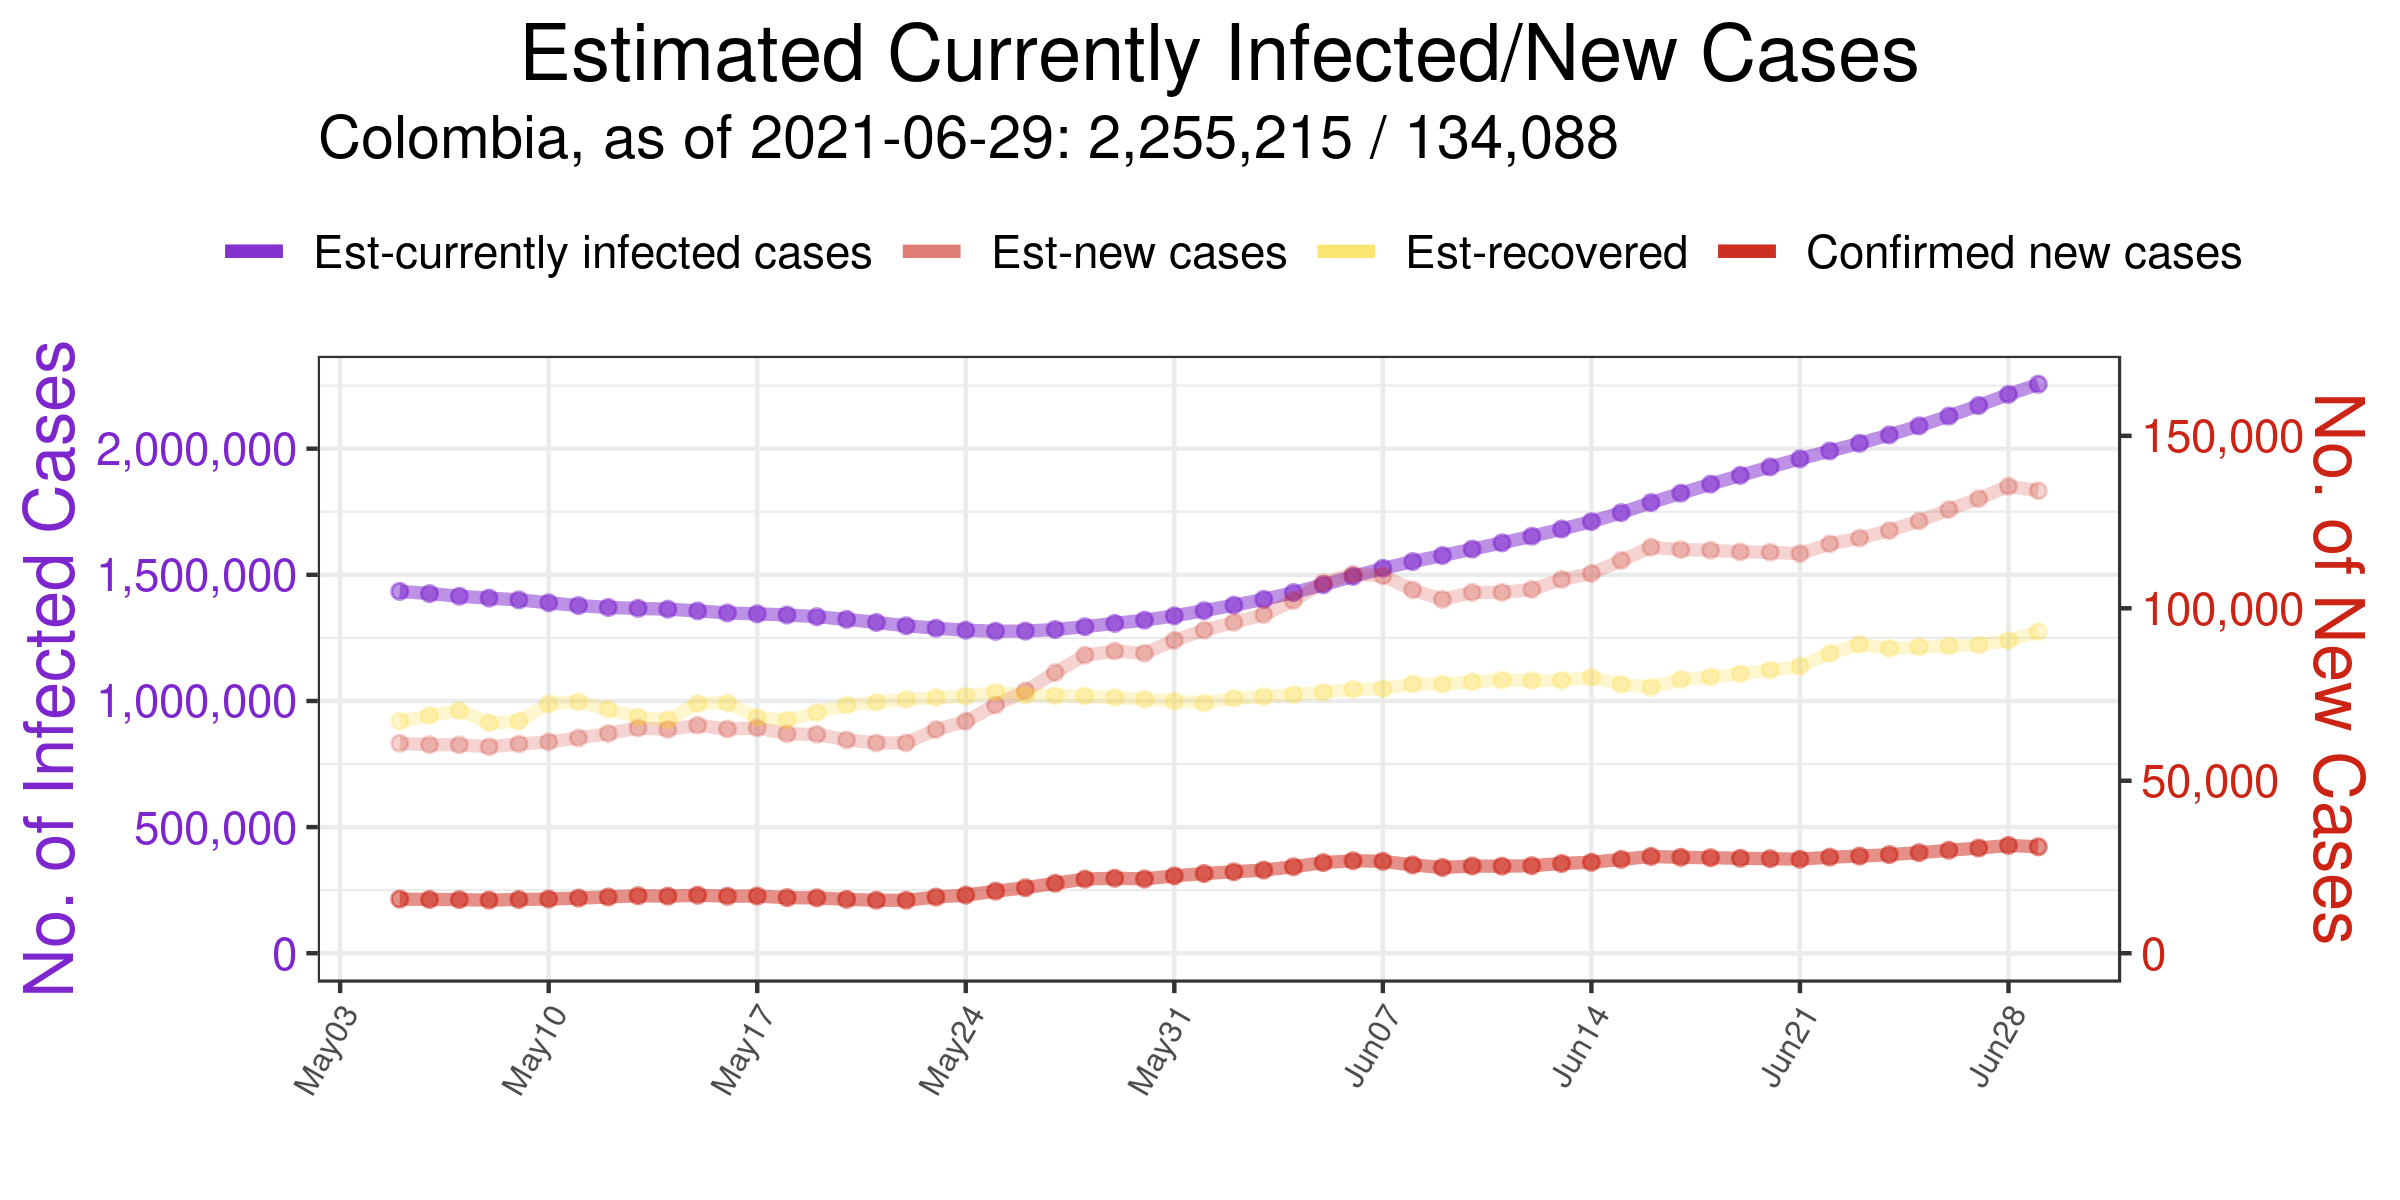 Estimated Currently Infected/New Cases
Colombia, as of 2021-06-29: 2,255,215 / 134,088
Est-currently infected cases Est-new cases Est-recovered Confirmed new cases
No. of Infected Cases
2,000,000
1,500,000
1,000,000
500,000
0
150,000
100,000
50,000
0
No. of New Cases
May03 May10 May17 May24 May31 Jun07 Jun14 Jun21 Jun28